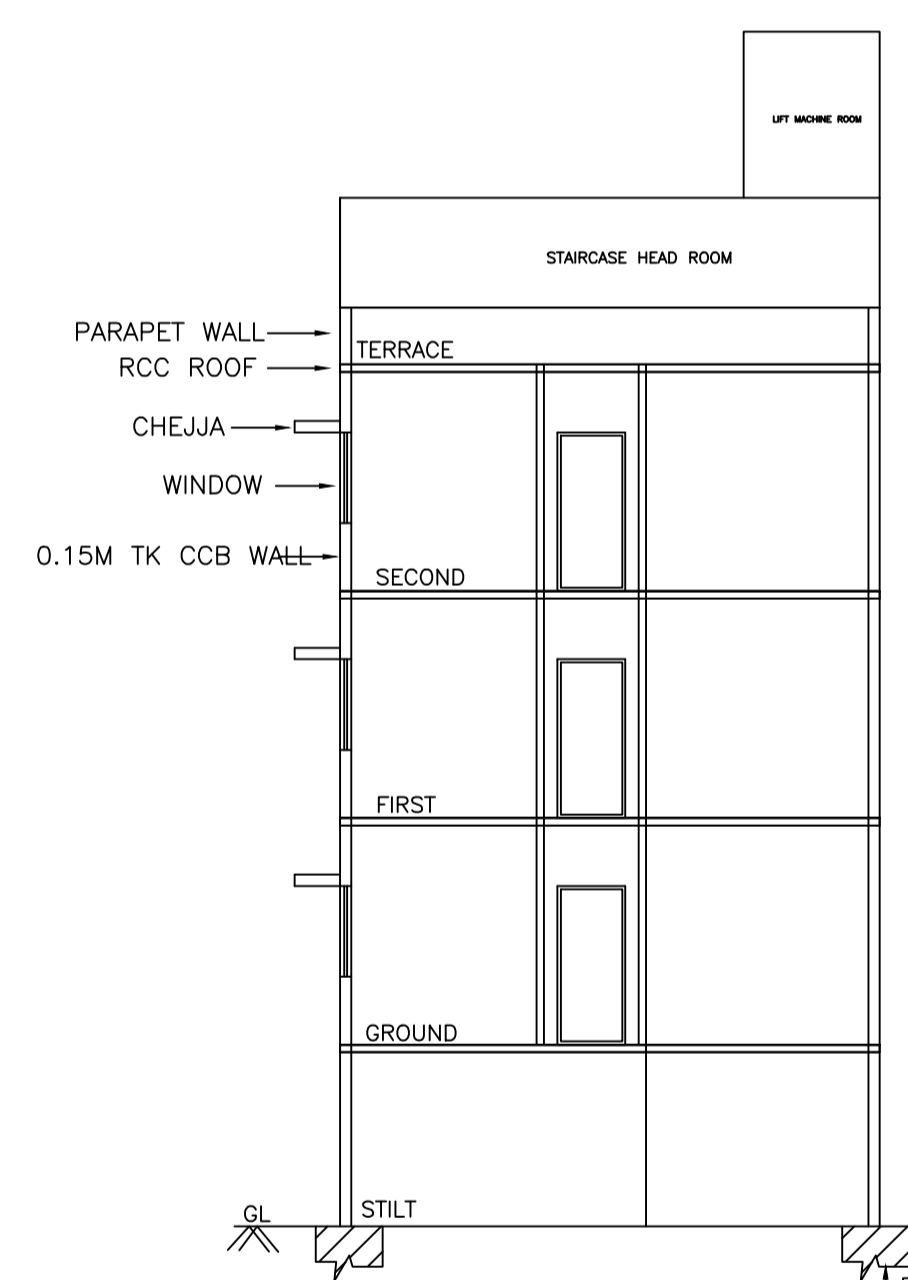 LIFT MACHINE ROOM
STAIRCASE HEAD ROOM
PARAPET WALL
TERRACE
RCC ROOF
CHEJJA
WINDOW
0.15M TK CCB WALL
SECOND
FIRST
GROUND
GL
STILT